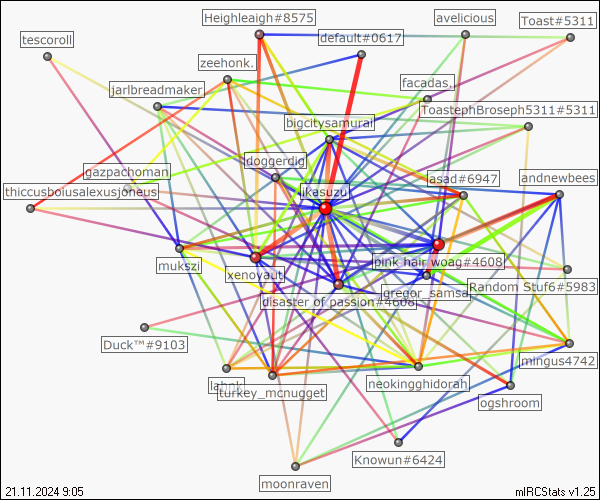 Heighleaigh#8575
avelicious
Toast#5311
tescoroll
default#0617
zeehonk.
jarlbreadmaker
facadas.
ToastephBroseph5311#5311
bigcitysamurai
doggerdig
gazpachoman
asad#6947
andnewbees
thiccusboiusalexusjoneus
ikasuzu
mukszi
xenoyaut
pink hair woag#4608
disaster of passion#4608
gregor_samsa
Random Stuf6#5983
Duck™#9103
mingus4742
neokingghidorah
turkey_mcnugget
ogshroom
Knowun#6424
moonraven
21.11.2024 9:05
mIRCStats v1.25